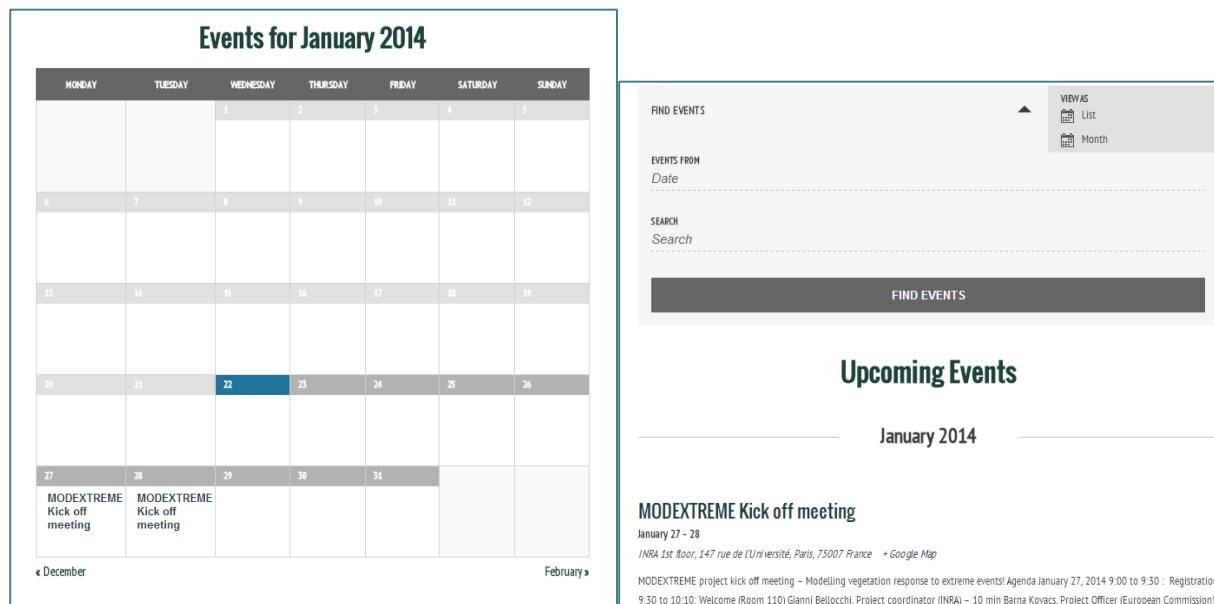 Events for January 2014
MONDAY TUESDAY WEDNESDAY THURSDAY FRIDAY SATURDAY SUNDAY
1 2 3 4 5
6 7 8 9 10 11 12
13 14 15 16 17 18 19
20 21 22 23 24 25 26
27 28 29 30 31
MODEXTREME MODEXTREME
Kick off Kick off
meeting meeting
« December February »
FIND EVENTS
VIEW AS
List
Month
EVENTS FROM
Date
SEARCH
Search
FIND EVENTS
Upcoming Events
January 2014
MODEXTREME Kick off meeting
January 27 - 28
INRA 1st floor, 147 rue de l'Université, Paris, 75007 France + Google Map
MODEXTREME project kick off meeting – Modelling vegetation response to extreme events! Agenda January 27, 2014 9:00 to 9:30 : Registration
9:30 to 10:10: Welcome (Room 110) Gianni Bellocchi, Project coordinator (INRA) – 10 min Barna Kovacs, Project Officer (European Commission)